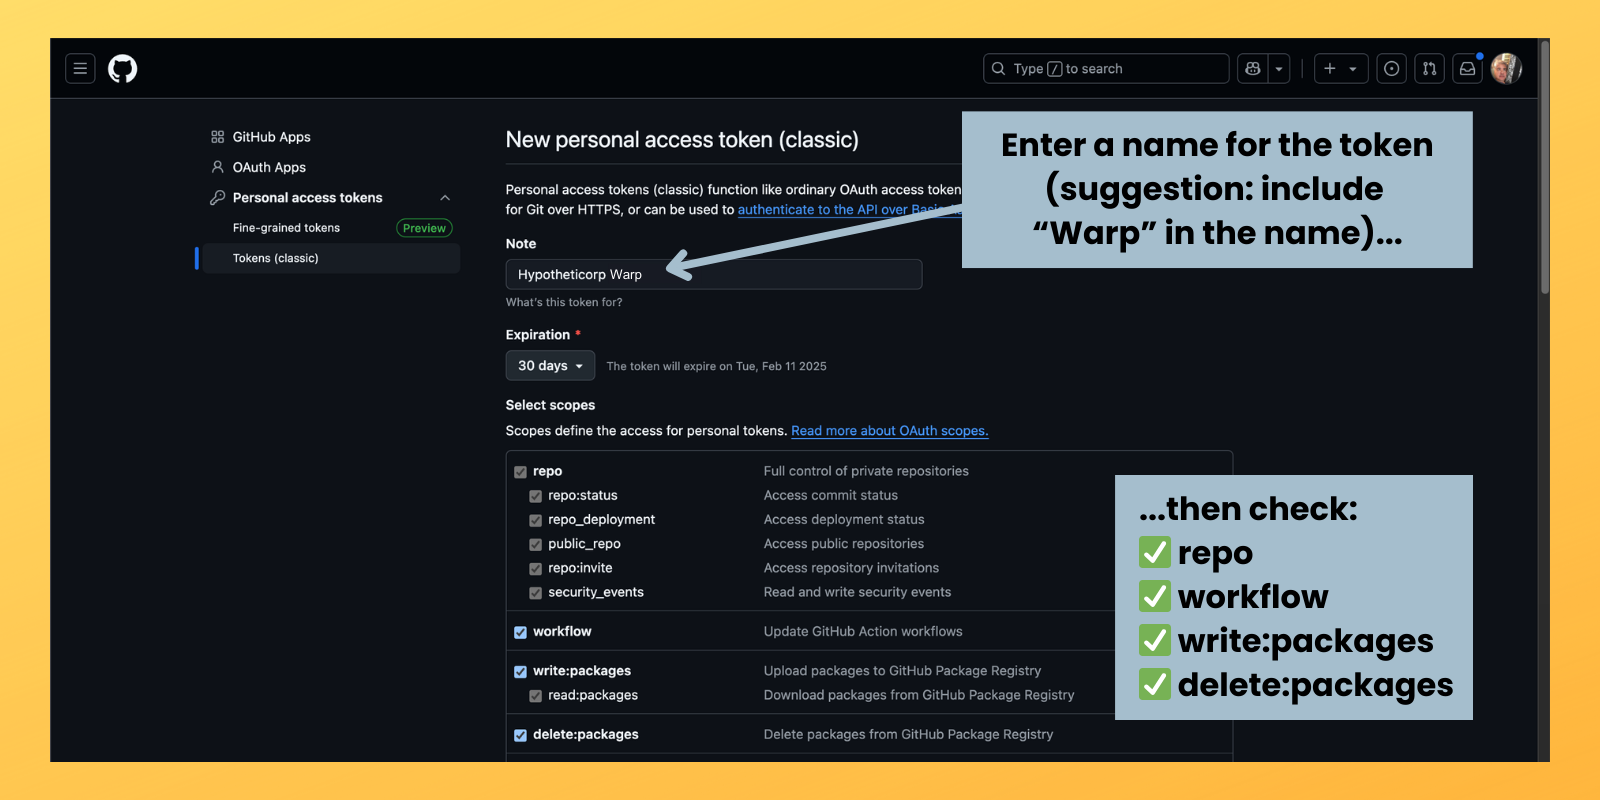 Type / to search
GitHub Apps
OAuth Apps
Personal access tokens
Fine-grained tokens Preview
Tokens (classic)
New personal access token (classic)
Personal access tokens (classic) function like ordinary OAuth access token
for Git over HTTPS, or can be used to authenticate to the API over
Note
Hypotheticorp Warp
What's this token for?
Expiration *
30 days The token will expire on Tue, Feb 11 2025
Select scopes
Scopes define the access for personal tokens. Read more about OAuth scopes.
repo Full control of private repositories
repo:status Access commit status
repo_deployment Access deployment status
public_repo Access public repositories
repo:invite Access repository invitations
security_events Read and write security events
workflow Update GitHub Action workflows
write:packages Upload packages to GitHub Package Registry
read:packages Download packages from GitHub Package Registry
delete:packages Delete packages from GitHub Package Registry
Enter a name for the token
(suggestion: include
“Warp” in the name)...
...then check:
✅ repo
✅ workflow
✅ write:packages
✅ delete:packages